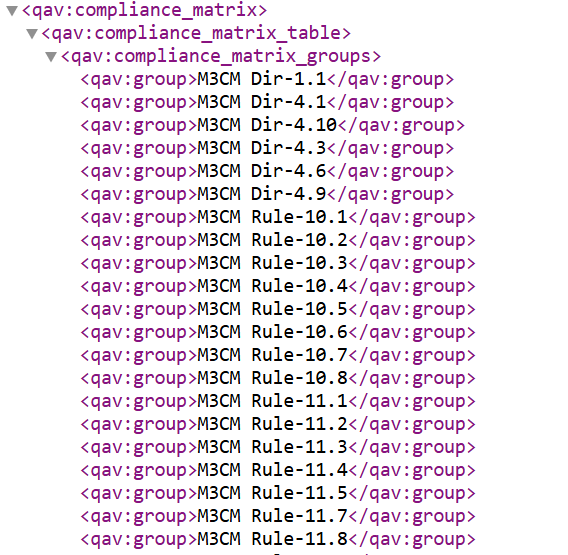 <qav:compliance_matrix>
<qav:compliance_matrix_table>
<qav:compliance_matrix_groups>
<qav:group>M3CM Dir-1.1</qav:group>
<qav:group>M3CM Dir-4.1</qav:group>
<qav:group>M3CM Dir-4.10</qav:group>
<qav:group>M3CM Dir-4.3</qav:group>
<qav:group>M3CM Dir-4.6</qav:group>
<qav:group>M3CM Dir-4.9</qav:group>
<qav:group>M3CM Rule-10.1</qav:group>
<qav:group>M3CM Rule-10.2</qav:group>
<qav:group>M3CM Rule-10.3</qav:group>
<qav:group>M3CM Rule-10.4</qav:group>
<qav:group>M3CM Rule-10.5</qav:group>
<qav:group>M3CM Rule-10.6</qav:group>
<qav:group>M3CM Rule-10.7</qav:group>
<qav:group>M3CM Rule-10.8</qav:group>
<qav:group>M3CM Rule-11.1</qav:group>
<qav:group>M3CM Rule-11.2</qav:group>
<qav:group>M3CM Rule-11.3</qav:group>
<qav:group>M3CM Rule-11.4</qav:group>
<qav:group>M3CM Rule-11.5</qav:group>
<qav:group>M3CM Rule-11.7</qav:group>
<qav:group>M3CM Rule-11.8</qav:group>